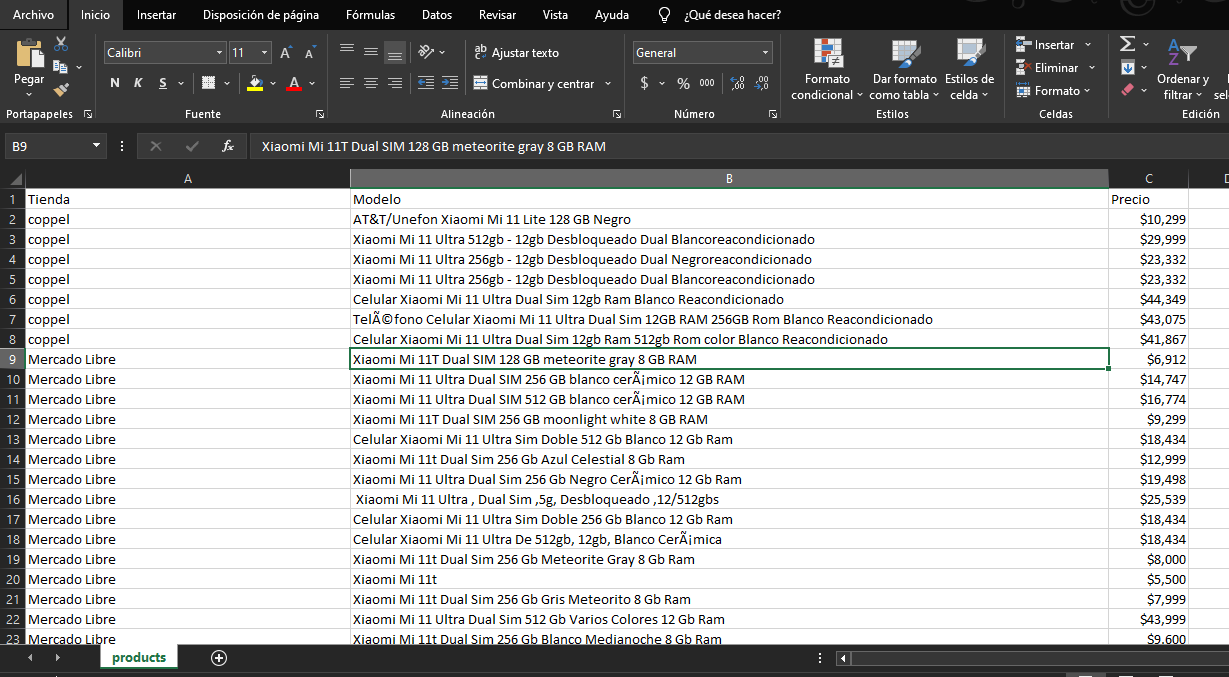 Archivo Inicio Insertar Disposición de página Fórmulas Datos Revisar Vista Ayuda ¿Qué desea hacer?
Pegar
Portapapeles
Calibri 11
N K S
Fuente
Ajustar texto
Combinar y centrar
Alineación
General
$ % 000
Número
Formato condicional
Dar formato como tabla
Estilos de celda
Estilos
Insertar
Eliminar
Formato
Celdas
Ordenar y filtrar
Edición
B9 fx Xiaomi Mi 11T Dual SIM 128 GB meteorite gray 8 GB RAM
A B C
1 Tienda Modelo Precio
2 coppel AT&T/Unefon Xiaomi Mi 11 Lite 128 GB Negro $10,299
3 coppel Xiaomi Mi 11 Ultra 512gb - 12gb Desbloqueado Dual Blancoreacondicionado $29,999
4 coppel Xiaomi Mi 11 Ultra 256gb - 12gb Desbloqueado Dual Negroreacondicionado $23,332
5 coppel Xiaomi Mi 11 Ultra 256gb - 12gb Desbloqueado Dual Blancoreacondicionado $23,332
6 coppel Celular Xiaomi Mi 11 Ultra Dual Sim 12gb Ram Blanco Reacondicionado $44,349
7 coppel TelÃ©fono Celular Xiaomi Mi 11 Ultra Dual Sim 12GB RAM 256GB Rom Blanco Reacondicionado $43,075
8 coppel Celular Xiaomi Mi 11 Ultra Dual Sim 12gb Ram 512gb Rom color Blanco Reacondicionado $41,867
9 Mercado Libre Xiaomi Mi 11T Dual SIM 128 GB meteorite gray 8 GB RAM $6,912
10 Mercado Libre Xiaomi Mi 11 Ultra Dual SIM 256 GB blanco cerÃ¡mico 12 GB RAM $14,747
11 Mercado Libre Xiaomi Mi 11 Ultra Dual SIM 512 GB blanco cerÃ¡mico 12 GB RAM $16,774
12 Mercado Libre Xiaomi Mi 11T Dual SIM 256 GB moonlight white 8 GB RAM $9,299
13 Mercado Libre Celular Xiaomi Mi 11 Ultra Sim Doble 512 Gb Blanco 12 Gb Ram $18,434
14 Mercado Libre Xiaomi Mi 11t Dual Sim 256 Gb Azul Celestial 8 Gb Ram $12,999
15 Mercado Libre Xiaomi Mi 11 Ultra Dual Sim 256 Gb Negro CerÃ¡mico 12 Gb Ram $19,498
16 Mercado Libre Xiaomi Mi 11 Ultra , Dual Sim ,5g, Desbloqueado ,12/512gbs $25,539
17 Mercado Libre Celular Xiaomi Mi 11 Ultra Sim Doble 256 Gb Blanco 12 Gb Ram $18,434
18 Mercado Libre Celular Xiaomi Mi 11 Ultra De 512gb, 12gb, Blanco CerÃ¡mica $18,434
19 Mercado Libre Xiaomi Mi 11t Dual Sim 256 Gb Meteorite Gray 8 Gb Ram $8,000
20 Mercado Libre Xiaomi Mi 11t $5,500
21 Mercado Libre Xiaomi Mi 11t Dual Sim 256 Gb Gris Meteorito 8 Gb Ram $7,999
22 Mercado Libre Xiaomi Mi 11 Ultra Dual Sim 512 Gb Varios Colores 12 Gb Ram $43,999
23 Mercado Libre Xiaomi Mi 11t Dual Sim 256 Gb Blanco Medianoche 8 Gb Ram $9,600
products